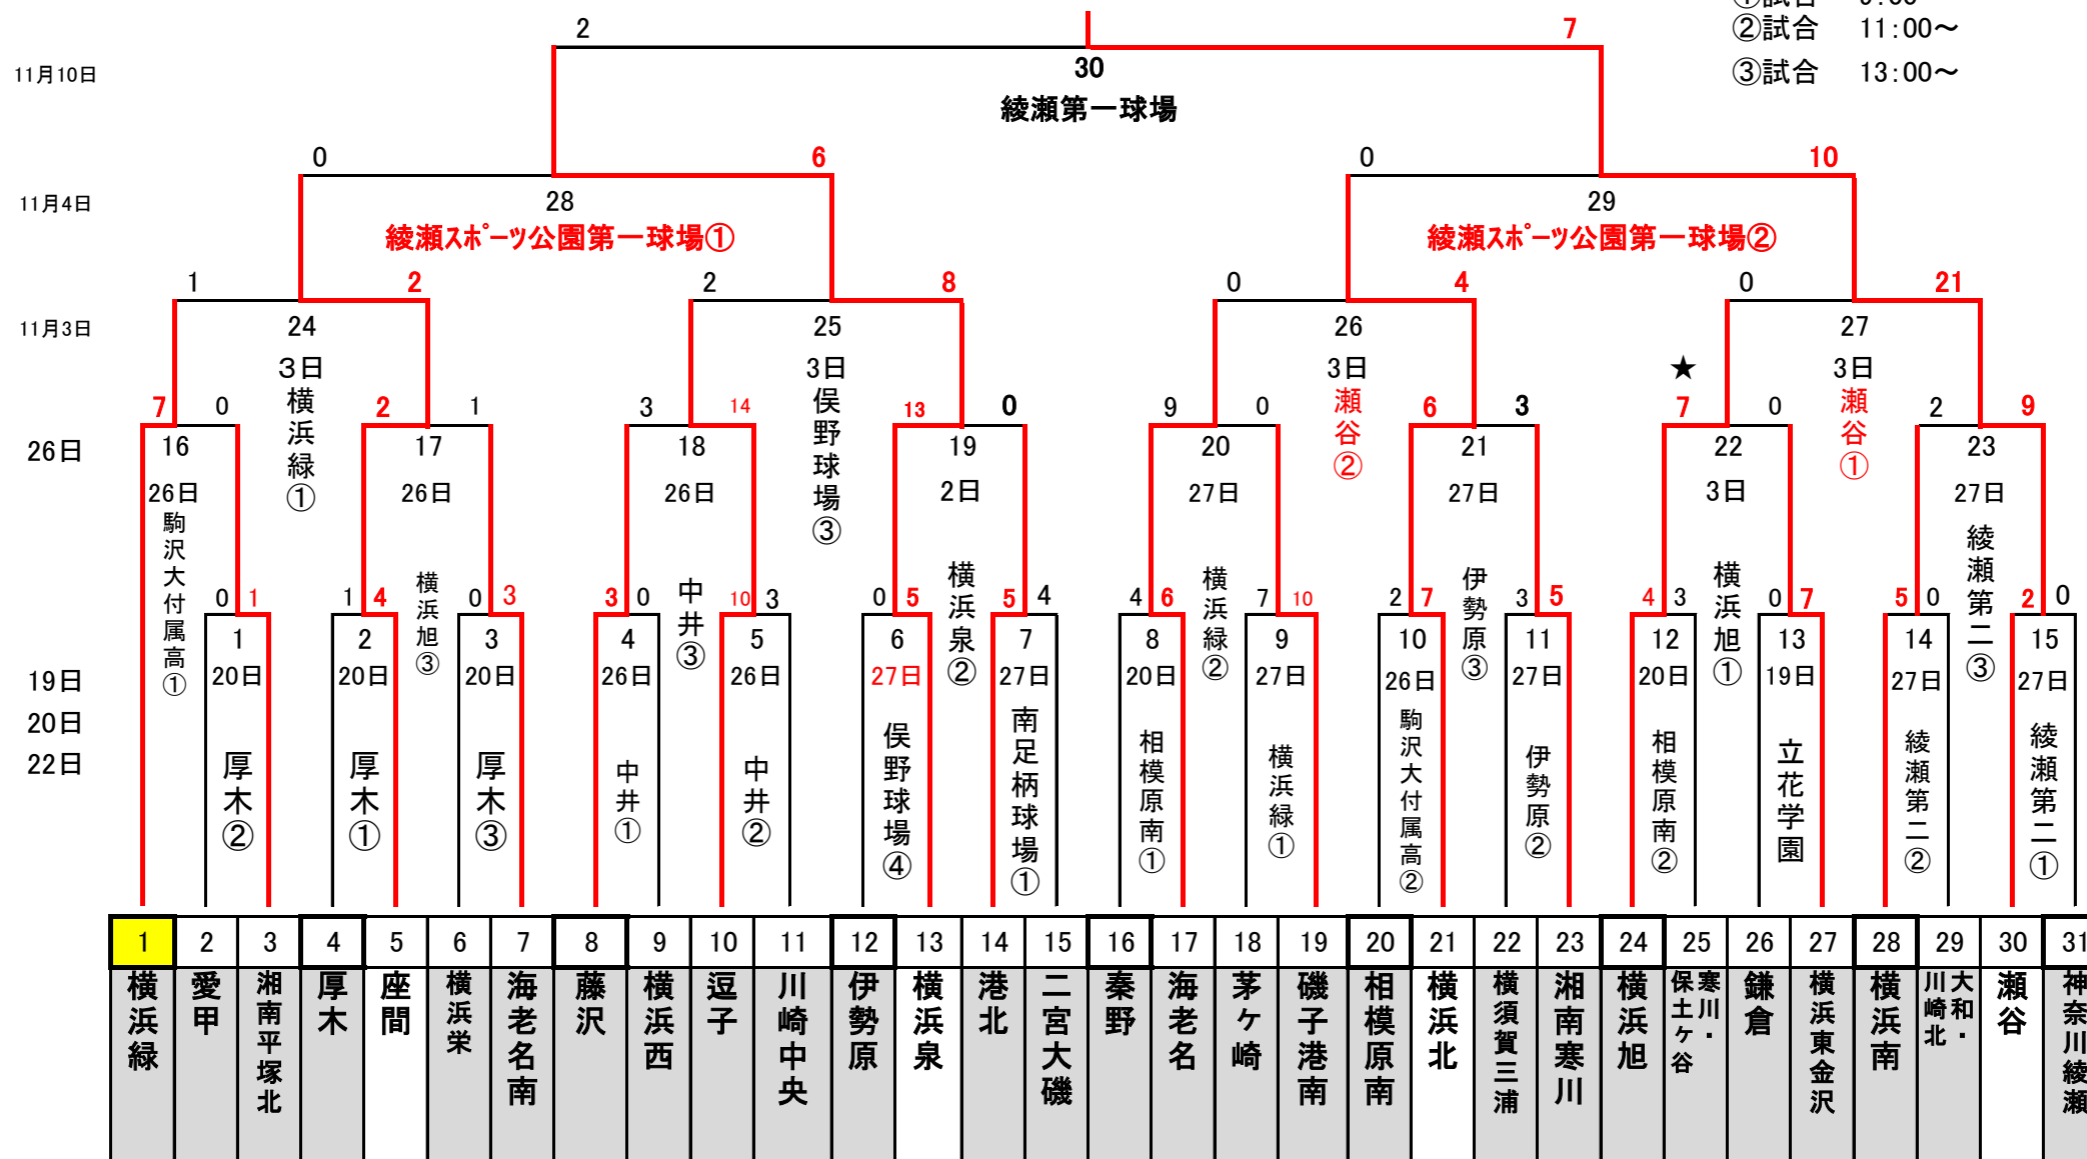 ②試合 11:00～
③試合 13:00～
2 7
11月10日
30
綾瀬第一球場
0 6 0 10
11月4日
28 29
綾瀬スポーツ公園第一球場① 綾瀬スポーツ公園第一球場②
1 2 2 8 0 4 0 21
11月3日
24 25 26 27
3日 3日 3日 ★ 3日
横浜緑① 俣野球場③ 瀬谷② 瀬谷①
7 0 2 1 3 14 13 0 9 0 6 3 7 0 2 9
26日
16 17 18 19 20 21 22 23
26日 26日 26日 2日 27日 27日 3日 27日
駒沢大付属高① 横浜旭③ 中井③ 横浜泉② 横浜緑② 伊勢原③ 横浜旭① 綾瀬第二③
0 1 1 4 0 3 3 0 10 3 0 5 5 4 4 6 7 10 2 7 3 5 4 3 0 7 5 0 2 0
1 2 3 4 5 6 7 8 9 10 11 12 13 14 15
19日
20日
22日
20日 20日 20日 26日 26日 27日 27日 20日 27日 26日 27日 20日 19日 27日 27日
厚木② 厚木① 厚木③ 中井① 中井② 俣野球場④ 南足柄球場① 相模原南① 横浜緑① 駒沢大付属高② 伊勢原② 相模原南② 立花学園 綾瀬第二② 綾瀬第二①
1 2 3 4 5 6 7 8 9 10 11 12 13 14 15 16 17 18 19 20 21 22 23 24 25 26 27 28 29 30 31
横浜緑
愛甲
湘南平塚北
厚木
座間
横浜栄
海老名南
藤沢
横浜西
逗子
川崎中央
伊勢原
横浜泉
港北
二宮大磯
秦野
海老名
茅ケ崎
磯子港南
相模原南
横浜北
横須賀三浦
湘南寒川
横浜旭
寒川・
保土ヶ谷
鎌倉
横浜東金沢
横浜南
大和・
川崎北
瀬谷
神奈川綾瀬